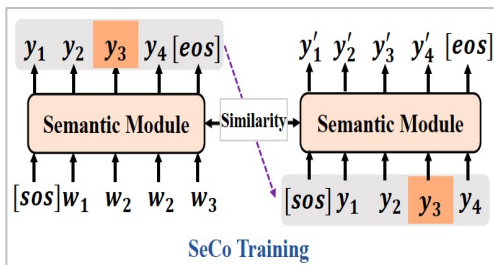 y₁ y₂ y₃ y₄ [eos]
y′₁ y′₂ y′₃ y′₄ [eos]
Semantic Module
Similarity
Semantic Module
[sos] w₁ w₂ w₂ w₃
[sos] y₁ y₂ y₃ y₄
SeCo Training